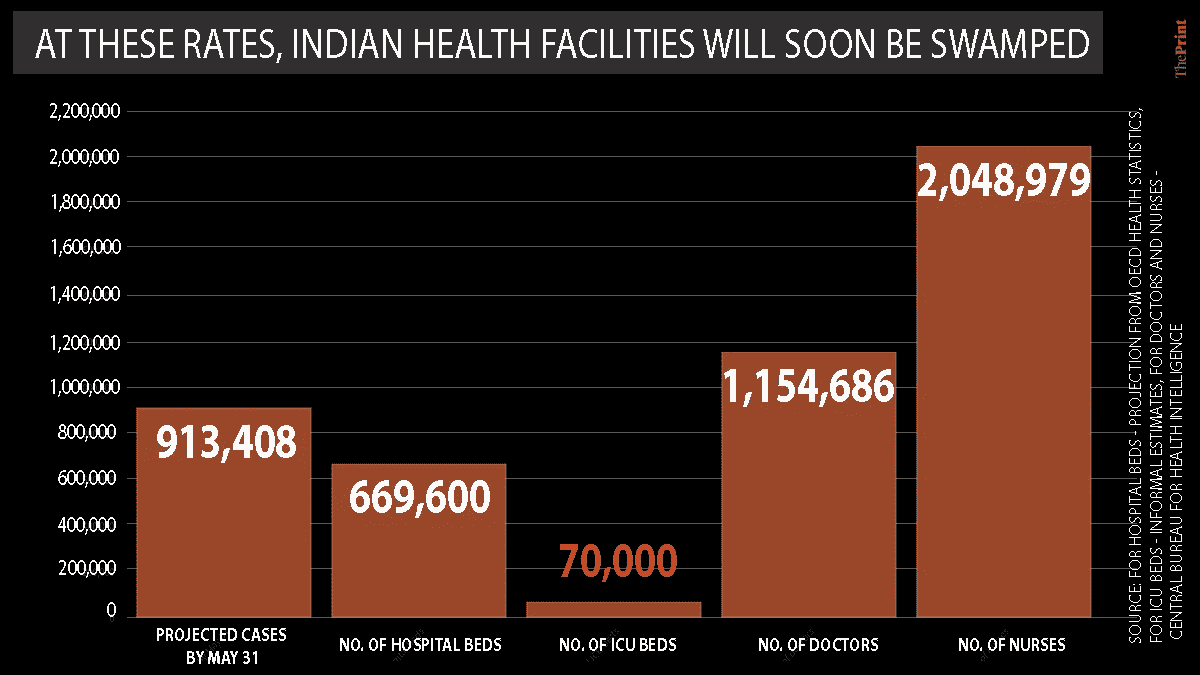 AT THESE RATES, INDIAN HEALTH FACILITIES WILL SOON BE SWAMPED
ThePrint
2,200,000
2,000,000
1,800,000
1,600,000
1,400,000
1,200,000
1,000,000
800,000
600,000
400,000
200,000
0
913,408
669,600
70,000
1,154,686
2,048,979
PROJECTED CASES
BY MAY 31
NO. OF HOSPITAL BEDS
NO. OF ICU BEDS
NO. OF DOCTORS
NO. OF NURSES
SOURCE: FOR HOSPITAL BEDS - PROJECTION FROM OECD HEALTH STATISTICS,
FOR ICU BEDS - INFORMAL ESTIMATES, FOR DOCTORS AND NURSES -
CENTRAL BUREAU FOR HEALTH INTELLIGENCE